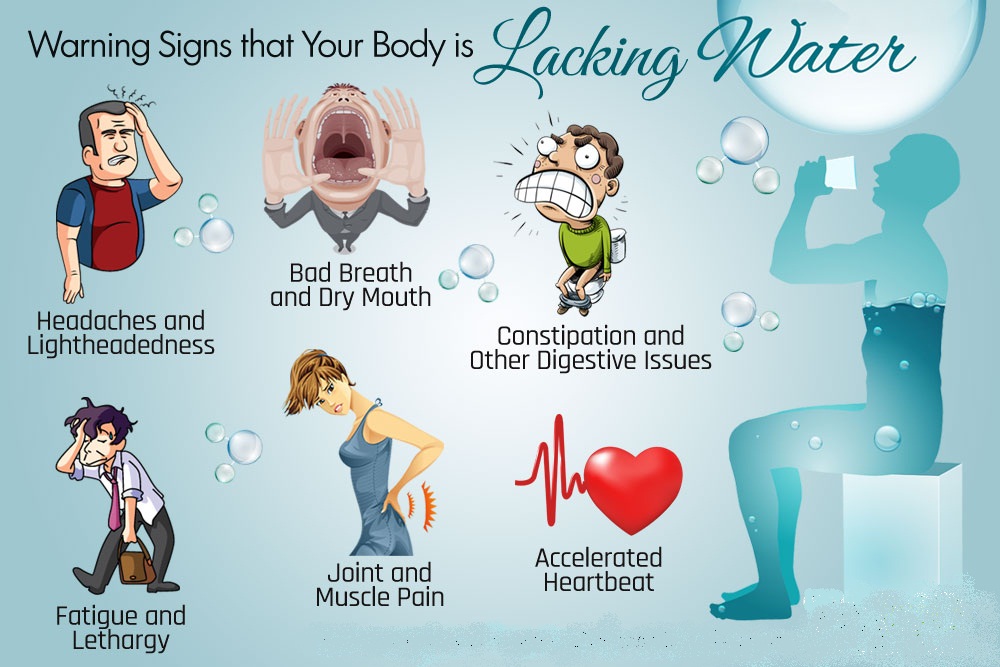 Warning Signs that Your Body is Lacking Water
Headaches and
Lightheadedness
Bad Breath
and Dry Mouth
Constipation and
Other Digestive Issues
Fatigue and
Lethargy
Joint and
Muscle Pain
Accelerated
Heartbeat